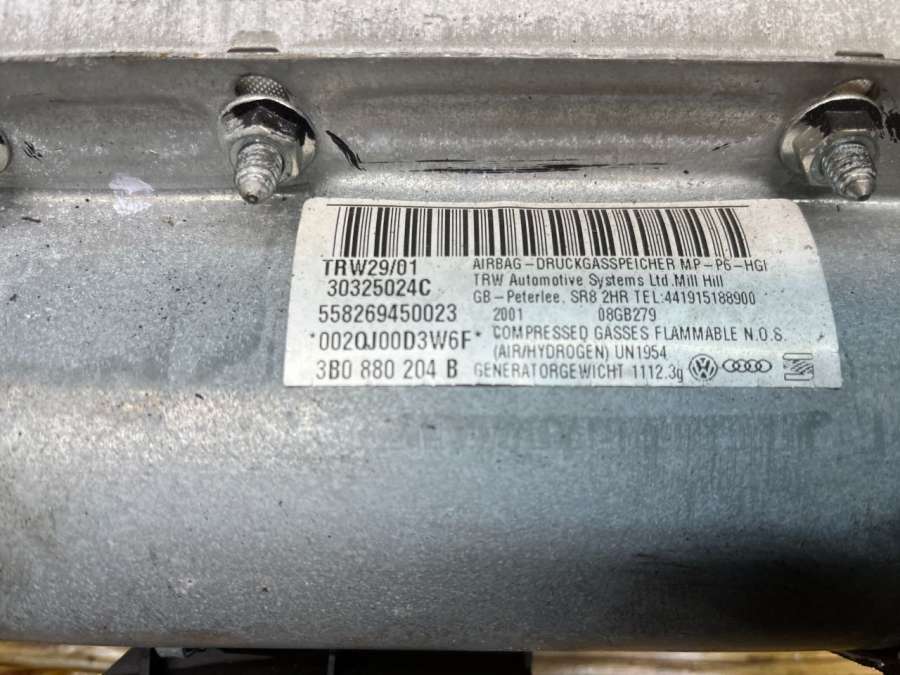 TRW29/01
30325024C
558269450023
*002QJ00D3W6F*
3B0 880 204 B
AIRBAG-DRUCKGASSPEICHER MP-P6-HGI
TRW Automotive Systems Ltd.Mill Hill
GB-Peterlee. SR8 2HR TEL:441915188900
2001 08GB279
COMPRESSED GASES FLAMMABLE N.O.S.
(AIR/HYDROGEN) UN1954
GENERATORGEWICHT 1112.3g